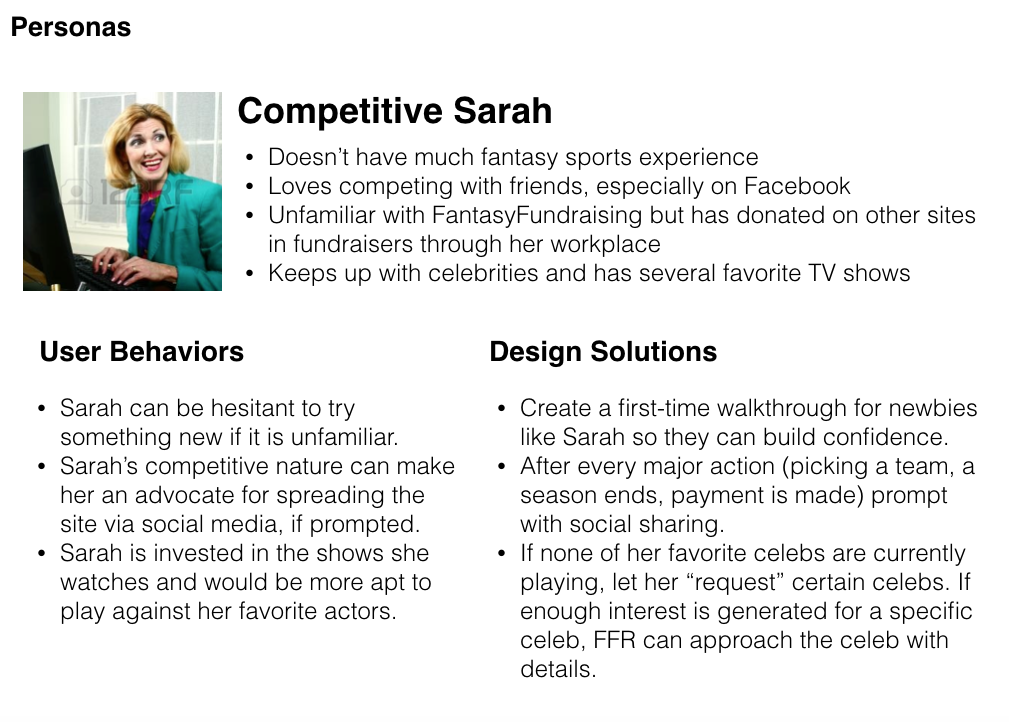 Personas
Competitive Sarah
• Doesn’t have much fantasy sports experience
• Loves competing with friends, especially on Facebook
• Unfamiliar with FantasyFundraising but has donated on other sites
in fundraisers through her workplace
• Keeps up with celebrities and has several favorite TV shows
123RF
User Behaviors
• Sarah can be hesitant to try
something new if it is unfamiliar.
• Sarah’s competitive nature can make
her an advocate for spreading the
site via social media, if prompted.
• Sarah is invested in the shows she
watches and would be more apt to
play against her favorite actors.
Design Solutions
• Create a first-time walkthrough for newbies
like Sarah so they can build confidence.
• After every major action (picking a team, a
season ends, payment is made) prompt
with social sharing.
• If none of her favorite celebs are currently
playing, let her “request” certain celebs. If
enough interest is generated for a specific
celeb, FFR can approach the celeb with
details.